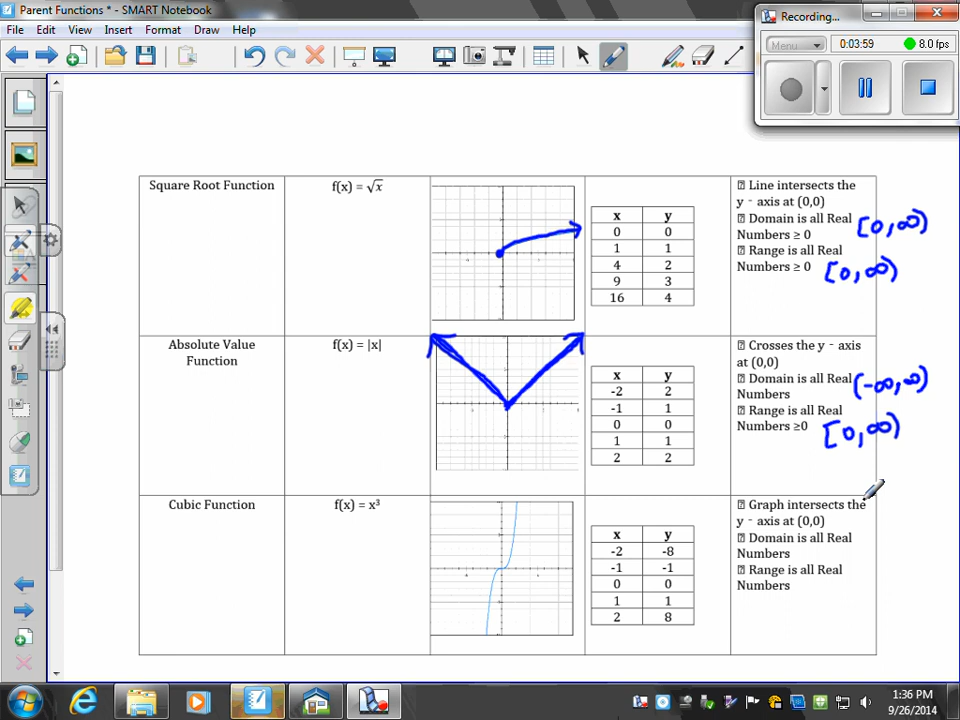 Parent Functions * - SMART Notebook
File Edit View Insert Format Draw Help
Recording...
Menu
0:03:59
8.0 fps
Square Root Function
f(x) = √x
x y
0 0
1 1
4 2
9 3
16 4
⍰ Line intersects the
y - axis at (0,0)
⍰ Domain is all Real
Numbers ≥ 0
[0, ∞)
⍰ Range is all Real
Numbers ≥ 0
[0, ∞)
Absolute Value
Function
f(x) = |x|
x y
-2 2
-1 1
0 0
1 1
2 2
⍰ Crosses the y - axis
at (0,0)
⍰ Domain is all Real
Numbers
(-∞, ∞)
⍰ Range is all Real
Numbers ≥0
[0, ∞)
Cubic Function
f(x) = x³
x y
-2 -8
-1 -1
0 0
1 1
2 8
⍰ Graph intersects the
y - axis at (0,0)
⍰ Domain is all Real
Numbers
⍰ Range is all Real
Numbers
1:36 PM
9/26/2014